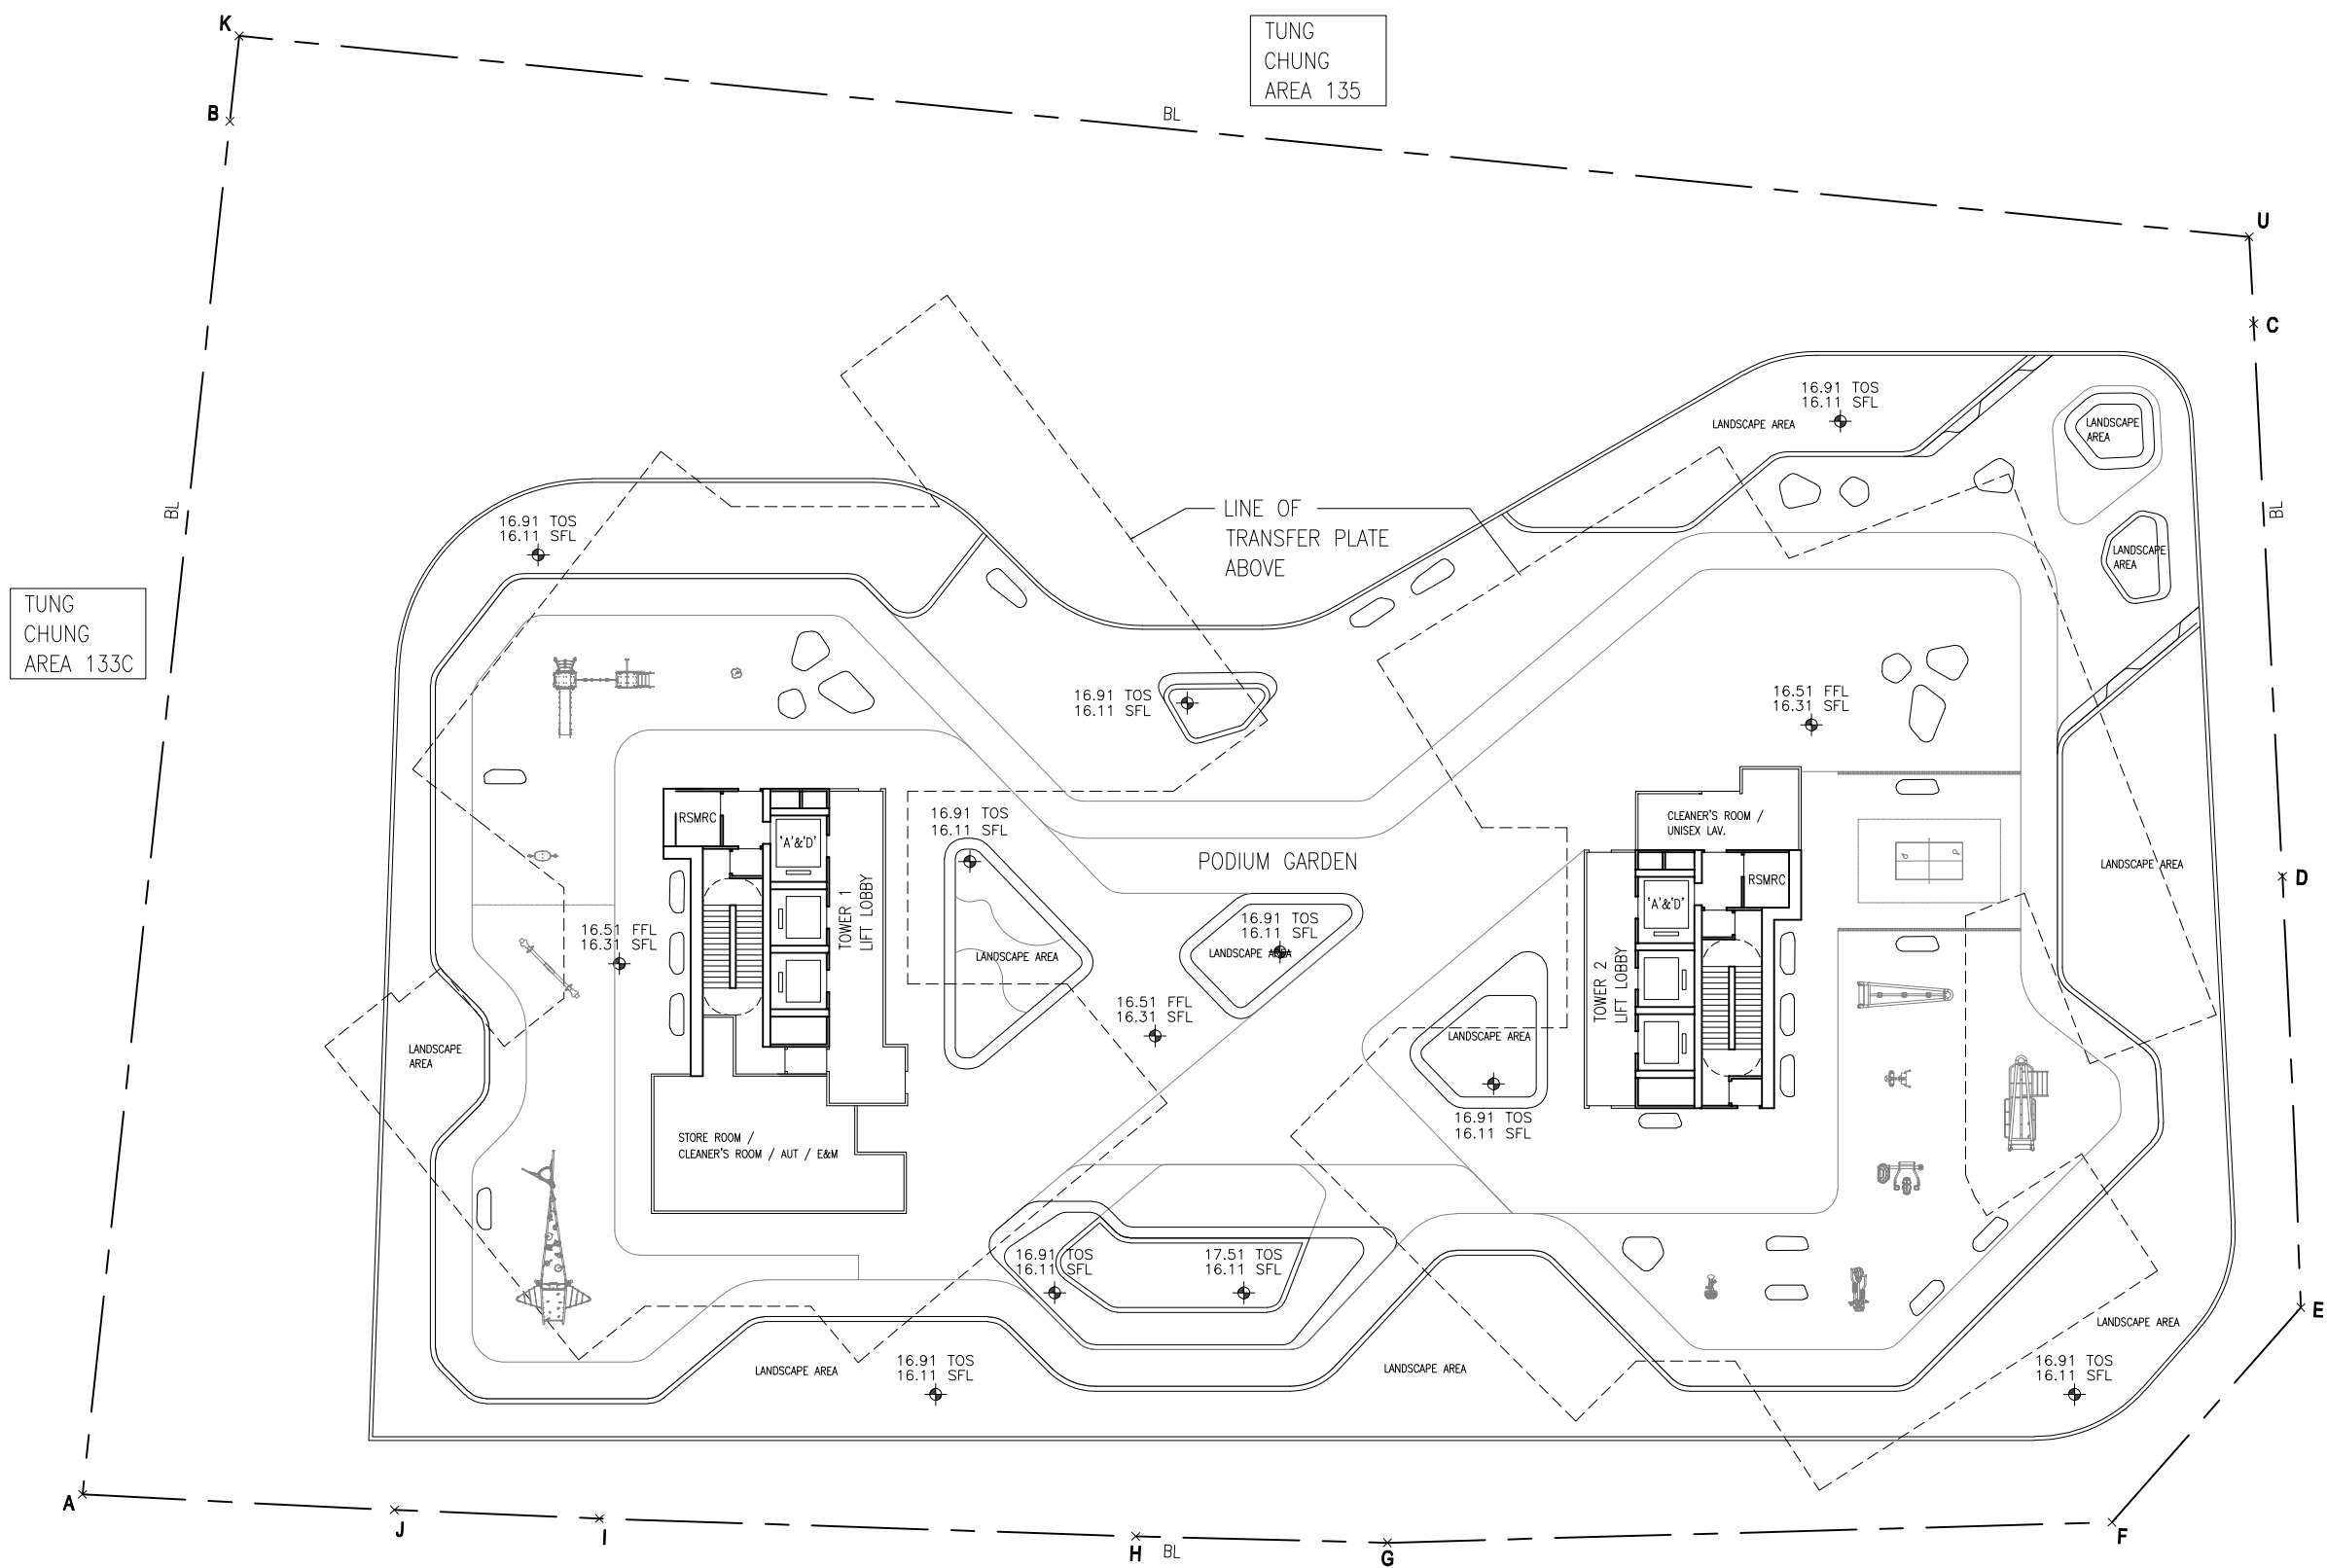 K
TUNG
CHUNG
AREA 135
B
BL
U
C
16.91 TOS
16.11 SFL
LANDSCAPE AREA
LANDSCAPE
AREA
BL
LINE OF
TRANSFER PLATE
ABOVE
BL
16.91 TOS
16.11 SFL
LANDSCAPE
AREA
TUNG
CHUNG
AREA 133C
16.91 TOS
16.11 SFL
16.51 FFL
16.31 SFL
RSMRC
'A'&'D'
16.91 TOS
16.11 SFL
CLEANER'S ROOM /
UNISEX LAV.
PODIUM GARDEN
LANDSCAPE AREA
D
RSMRC
'A'&'D'
TOWER 1
LIFT LOBBY
16.51 FFL
16.31 SFL
16.91 TOS
16.11 SFL
LANDSCAPE AREA
LANDSCAPE AREA
TOWER 2
LIFT LOBBY
16.51 FFL
16.31 SFL
LANDSCAPE AREA
LANDSCAPE
AREA
16.91 TOS
16.11 SFL
STORE ROOM /
CLEANER'S ROOM / AUT / E&M
16.91 TOS
16.11 SFL
17.51 TOS
16.11 SFL
E
LANDSCAPE AREA
LANDSCAPE AREA
16.91 TOS
16.11 SFL
LANDSCAPE AREA
16.91 TOS
16.11 SFL
A
J
I
H
BL
G
F